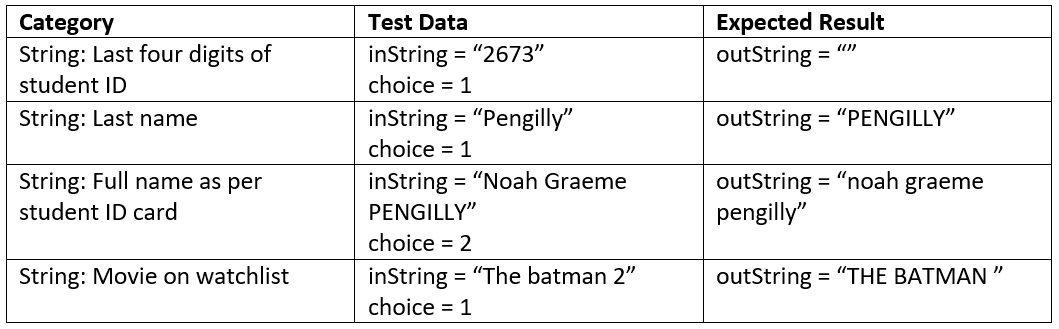 Category Test Data Expected Result
String: Last four digits of
student ID
inString = “2673”
choice = 1
outString = “”
String: Last name
inString = “Pengilly”
choice = 1
outString = “PENGILLY”
String: Full name as per
student ID card
inString = “Noah Graeme
PENGILLY”
choice = 2
outString = “noah graeme
pengilly”
String: Movie on watchlist
inString = “The batman 2”
choice = 1
outString = “THE BATMAN ”